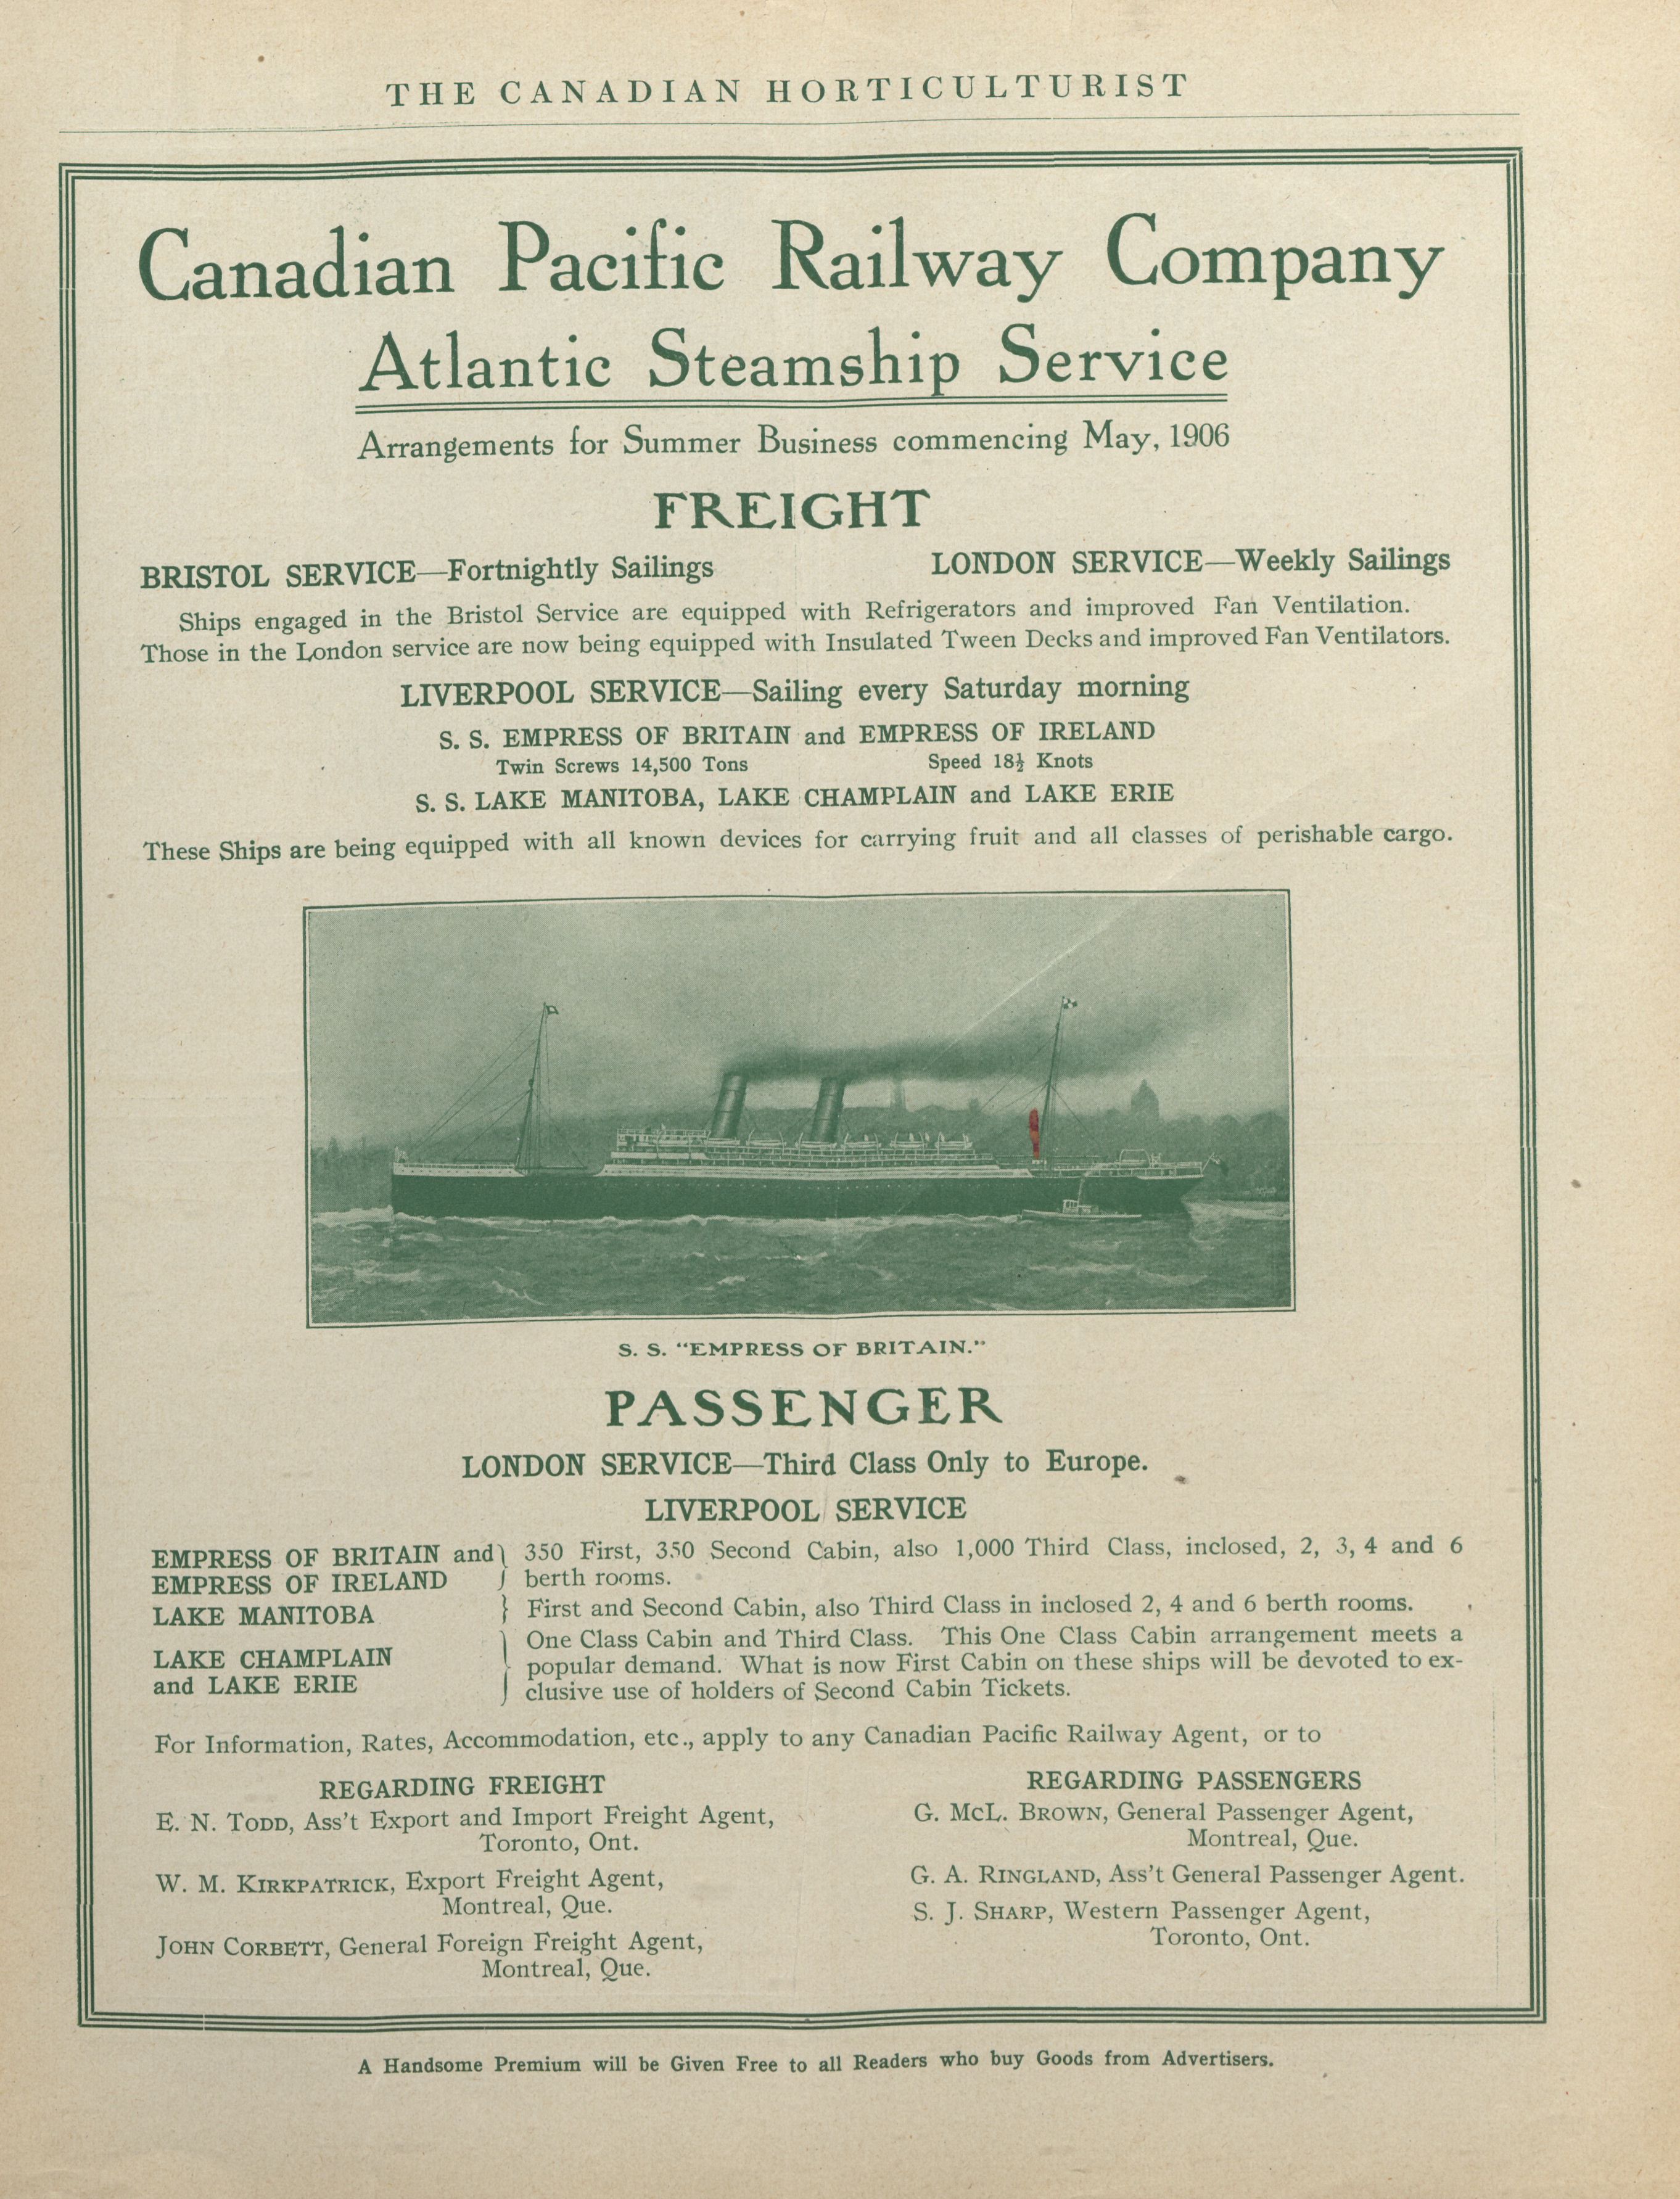 THE CANADIAN HORTICULTURIST
Canadian Pacific Railway Company
Atlantic Steamship Service
Arrangements for Summer Business commencing May, 1906
FREIGHT
BRISTOL SERVICE—Fortnightly Sailings
LONDON SERVICE—Weekly Sailings
Ships engaged in the Bristol Service are equipped with Refrigerators and improved Fan Ventilation.
Those in the London service are now being equipped with Insulated Tween Decks and improved Fan Ventilators.
LIVERPOOL SERVICE—Sailing every Saturday morning
S. S. EMPRESS OF BRITAIN and EMPRESS OF IRELAND
Twin Screws 14,500 Tons Speed 18½ Knots
S. S. LAKE MANITOBA, LAKE CHAMPLAIN and LAKE ERIE
These Ships are being equipped with all known devices for carrying fruit and all classes of perishable cargo.
S. S. "EMPRESS OF BRITAIN."
PASSENGER
LONDON SERVICE—Third Class Only to Europe.
LIVERPOOL SERVICE
EMPRESS OF BRITAIN and
EMPRESS OF IRELAND
350 First, 350 Second Cabin, also 1,000 Third Class, inclosed, 2, 3, 4 and 6
berth rooms.
LAKE MANITOBA
First and Second Cabin, also Third Class in inclosed 2, 4 and 6 berth rooms.
LAKE CHAMPLAIN
and LAKE ERIE
One Class Cabin and Third Class. This One Class Cabin arrangement meets a
popular demand. What is now First Cabin on these ships will be devoted to ex-
clusive use of holders of Second Cabin Tickets.
For Information, Rates, Accommodation, etc., apply to any Canadian Pacific Railway Agent, or to
REGARDING FREIGHT
E. N. TODD, Ass't Export and Import Freight Agent,
Toronto, Ont.
W. M. KIRKPATRICK, Export Freight Agent,
Montreal, Que.
JOHN CORBETT, General Foreign Freight Agent,
Montreal, Que.
REGARDING PASSENGERS
G. McL. BROWN, General Passenger Agent,
Montreal, Que.
G. A. RINGLAND, Ass't General Passenger Agent.
S. J. SHARP, Western Passenger Agent,
Toronto, Ont.
A Handsome Premium will be Given Free to all Readers who buy Goods from Advertisers.